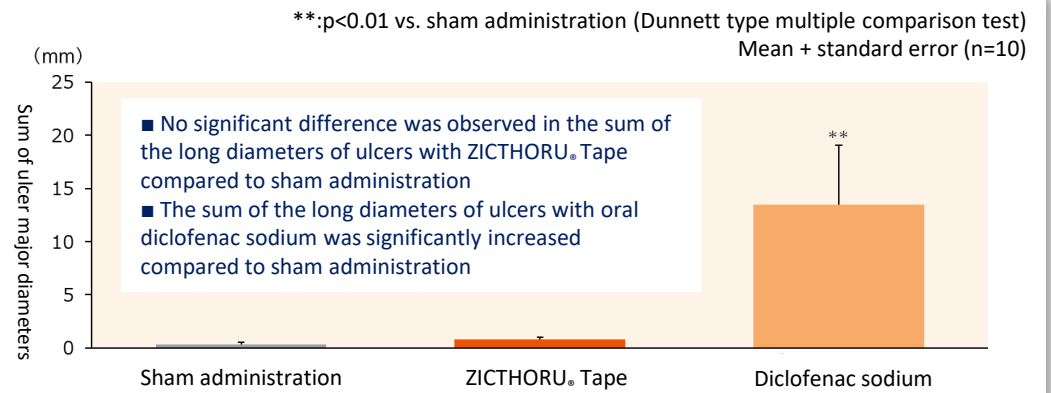 **:p<0.01 vs. sham administration (Dunnett type multiple comparison test)
Mean + standard error (n=10)
（mm）
25
20
15
10
5
0
Sum of ulcer major diameters
■ No significant difference was observed in the sum of
the long diameters of ulcers with ZICTHORU® Tape
compared to sham administration
■ The sum of the long diameters of ulcers with oral
diclofenac sodium was significantly increased
compared to sham administration
**
Sham administration
ZICTHORU® Tape
Diclofenac sodium